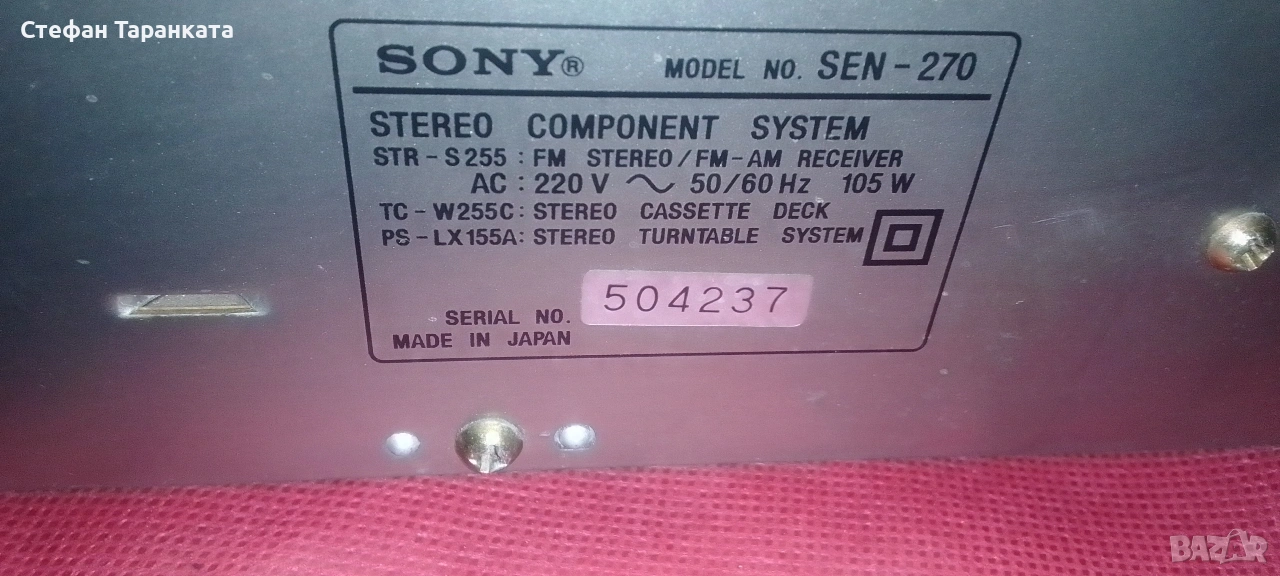 Стефан Таранката
SONY® MODEL NO. SEN-270
STEREO COMPONENT SYSTEM
STR-S255: FM STEREO/FM-AM RECEIVER
AC: 220 V ~ 50/60 Hz 105 W
TC-W255C: STEREO CASSETTE DECK
PS-LX155A: STEREO TURNTABLE SYSTEM
SERIAL NO. 504237
MADE IN JAPAN
BAZAR